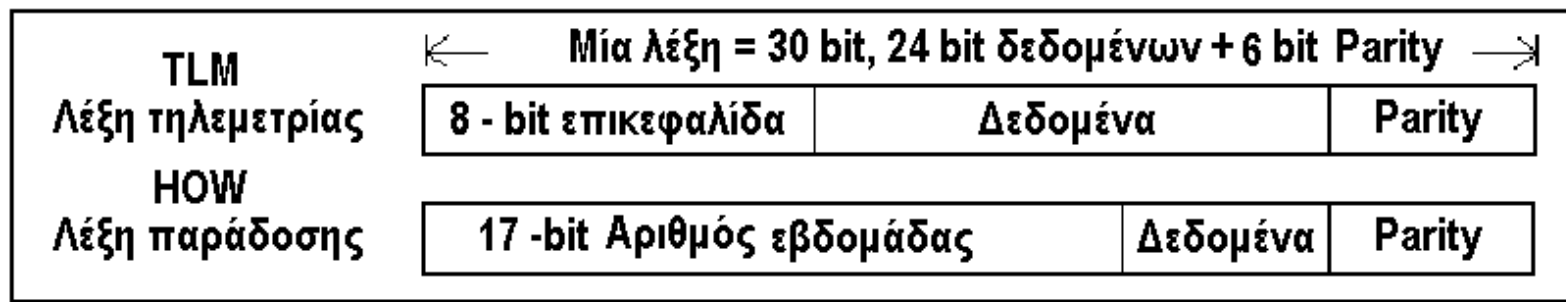 Μία λέξη = 30 bit, 24 bit δεδομένων + 6 bit Parity
TLM
Λέξη τηλεμετρίας
8 - bit επικεφαλίδα
Δεδομένα
Parity
HOW
Λέξη παράδοσης
17 -bit Αριθμός εβδομάδας
Δεδομένα
Parity